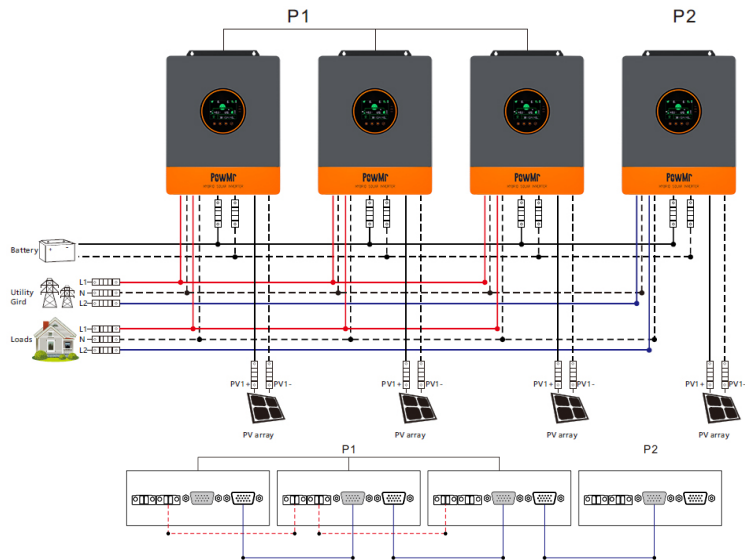 P1 P2
PowMr PowMr PowMr PowMr
Battery
L1
Utility N
Gird L2
L1
Loads N
L2
PV1+ PV1- PV1+ PV1- PV1+ PV1- PV1+ PV1-
PV array PV array PV array PV array
P1 P2